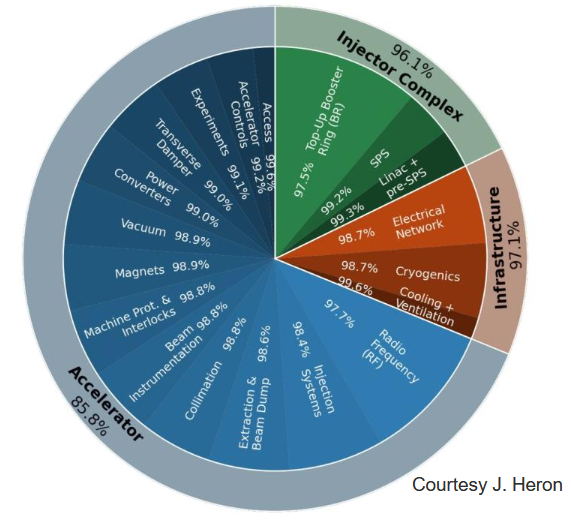 Injector Complex
96.1%
Top-Up Booster
Ring (BR)
97.5%
SPS
99.2%
Linac +
pre-SPS
99.3%
Infrastructure
97.1%
Electrical
Network
98.7%
Cryogenics
98.7%
Cooling +
Ventilation
99.6%
Accelerator
85.8%
Radio
Frequency
(RF)
97.7%
Injection
Systems
98.4%
Extraction &
Beam Dump
98.6%
Collimation
98.8%
Beam
Instrumentation
98.8%
Machine Prot. &
Interlocks
98.8%
Magnets
98.9%
Vacuum
98.9%
Power
Converters
99.0%
Transverse
Damper
99.0%
Experiments
99.1%
Accelerator
Controls
99.2%
Access
99.6%
Courtesy J. Heron